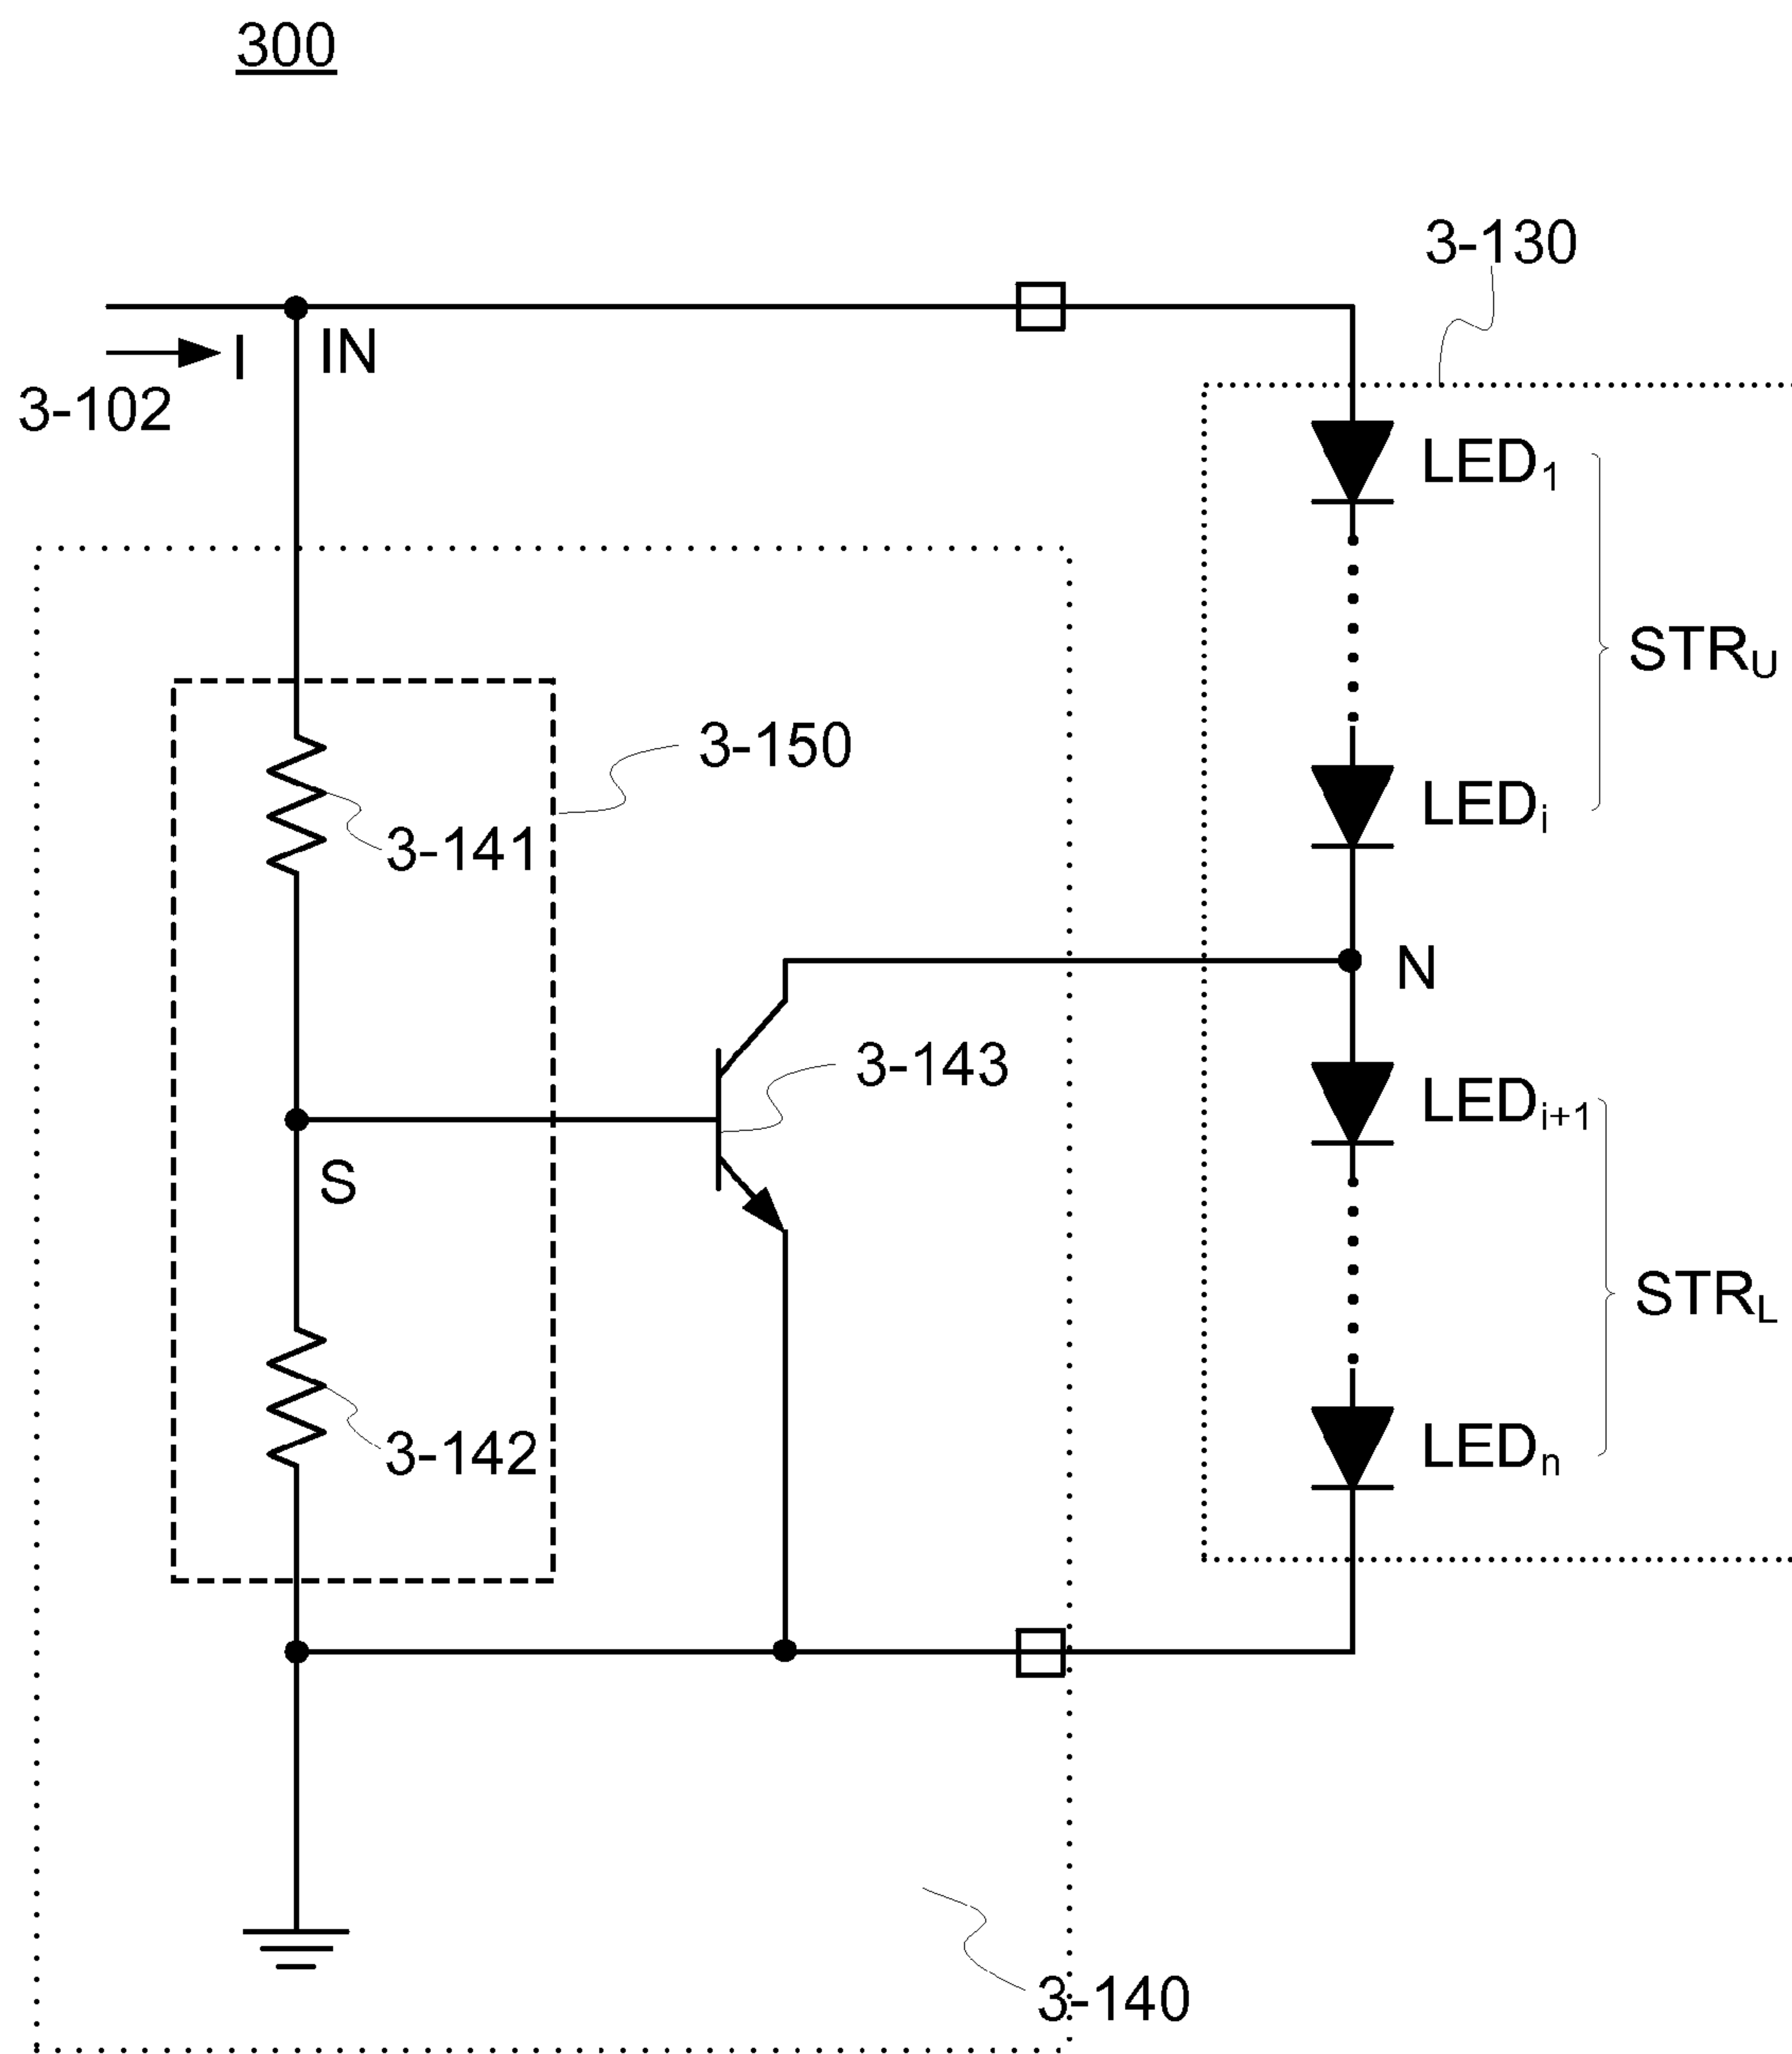 300
3-130
I
IN
3-102
LED1
STRU
3-150
LEDi
3-141
N
3-143
LEDi+1
S
STRL
3-142
LEDn
3-140